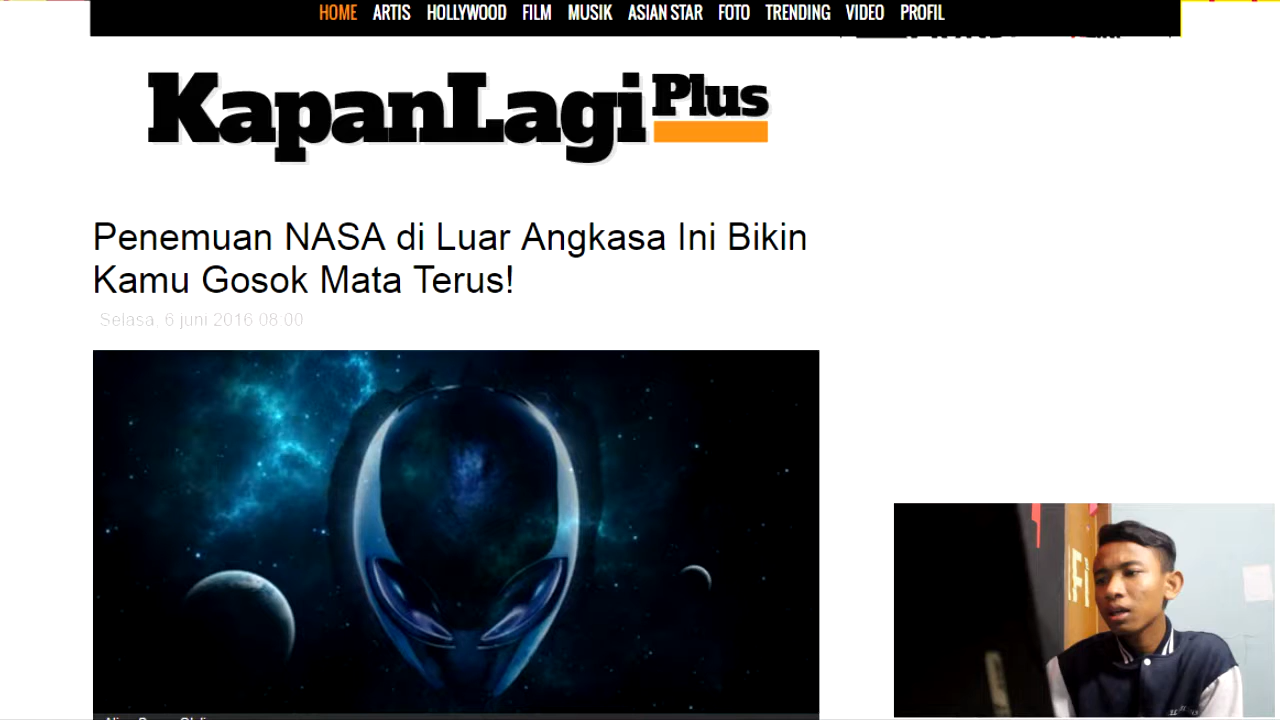 HOME ARTIS HOLLYWOOD FILM MUSIK ASIAN STAR FOTO TRENDING VIDEO PROFIL
KapanLagi Plus
Penemuan NASA di Luar Angkasa Ini Bikin
Kamu Gosok Mata Terus!
Selasa, 6 juni 2016 08:00